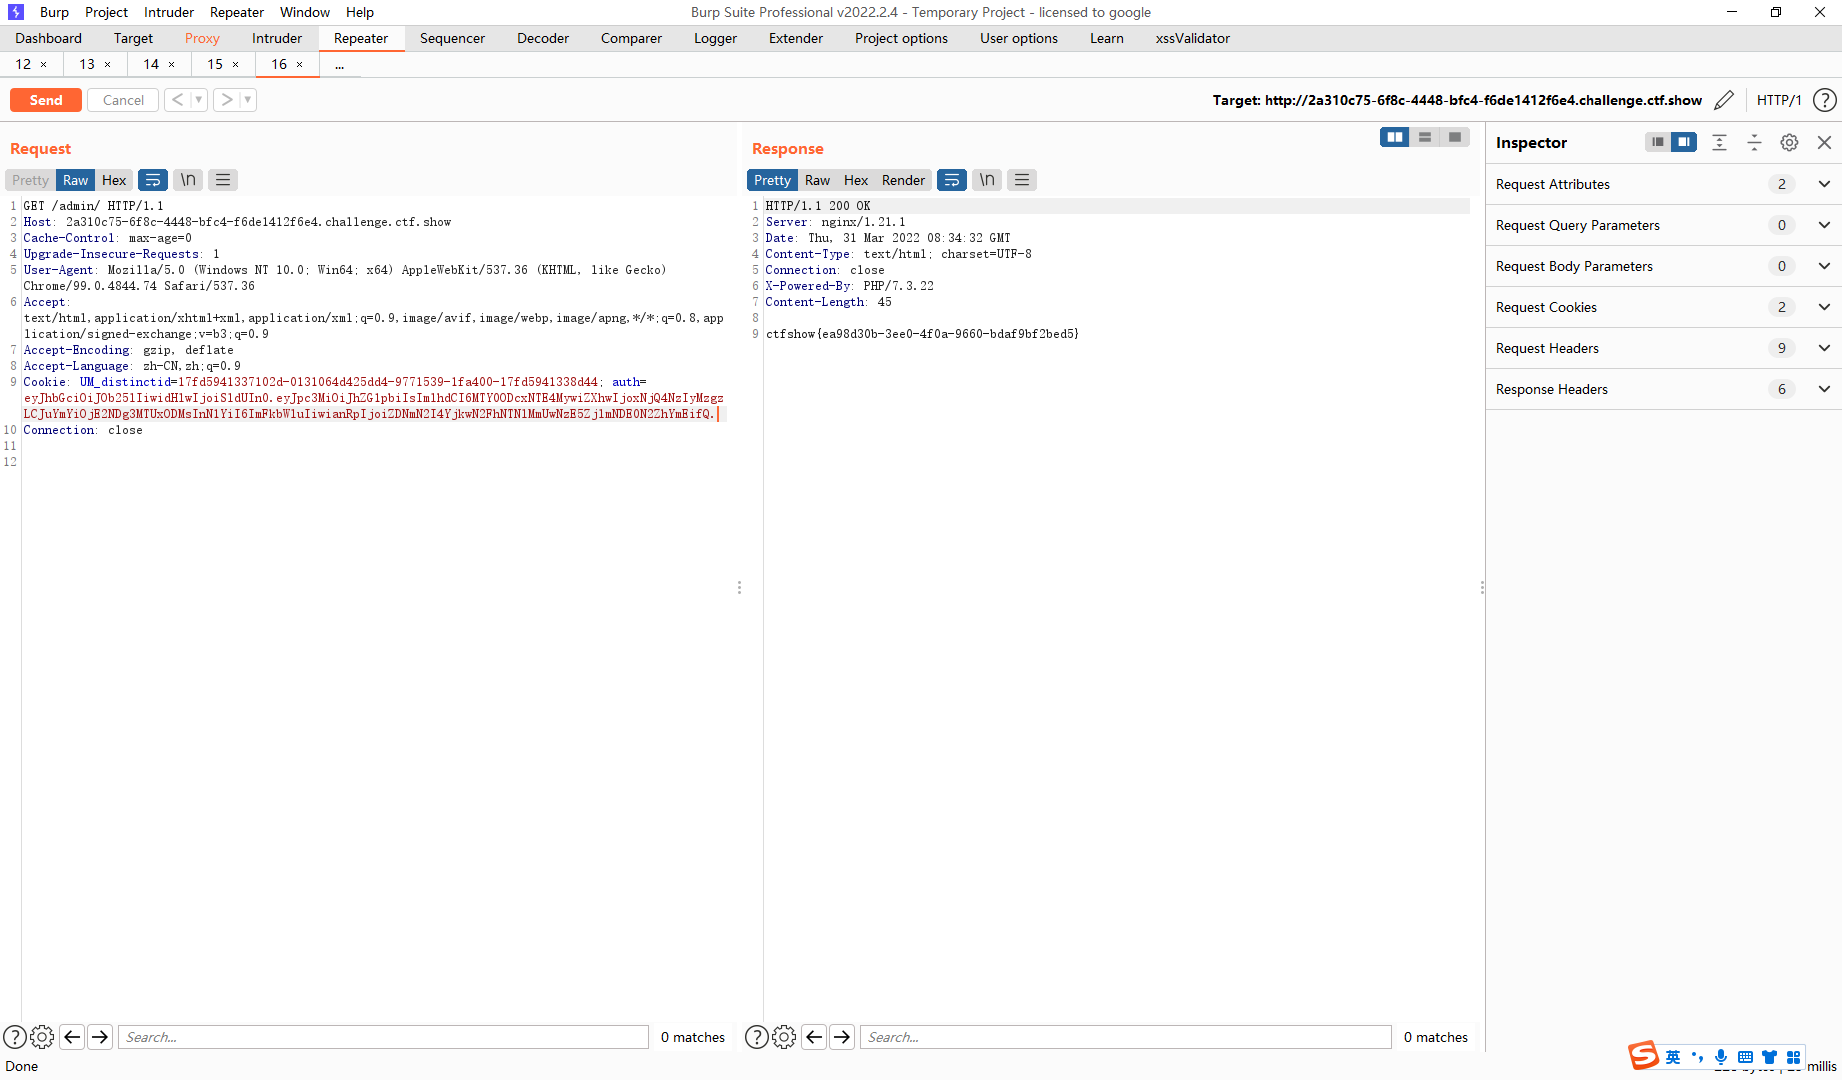 Burp Project Intruder Repeater Window Help
Burp Suite Professional v2022.2.4 - Temporary Project - licensed to google
Dashboard Target Proxy Intruder Repeater Sequencer Decoder Comparer Logger Extender Project options User options Learn xssValidator
12 × 13 × 14 × 15 × 16 × ...
Send Cancel < >
Target: http://2a310c75-6f8c-4448-bfc4-f6de1412f6e4.challenge.ctf.show HTTP/1 ?
Request
Pretty Raw Hex \n
1 GET /admin/ HTTP/1.1
2 Host: 2a310c75-6f8c-4448-bfc4-f6de1412f6e4.challenge.ctf.show
3 Cache-Control: max-age=0
4 Upgrade-Insecure-Requests: 1
5 User-Agent: Mozilla/5.0 (Windows NT 10.0; Win64; x64) AppleWebKit/537.36 (KHTML, like Gecko)
Chrome/99.0.4844.74 Safari/537.36
6 Accept:
text/html,application/xhtml+xml,application/xml;q=0.9,image/avif,image/webp,image/apng,*/*;q=0.8,app
lication/signed-exchange;v=b3;q=0.9
7 Accept-Encoding: gzip, deflate
8 Accept-Language: zh-CN,zh;q=0.9
9 Cookie: UM_distinctid=17fd5941337102d-0131064d425dd4-9771539-1fa400-17fd5941338d44; auth=
10 Connection: close
11
12
Response
Pretty Raw Hex Render \n
1 HTTP/1.1 200 OK
2 Server: nginx/1.21.1
3 Date: Thu, 31 Mar 2022 08:34:32 GMT
4 Content-Type: text/html; charset=UTF-8
5 Connection: close
6 X-Powered-By: PHP/7.3.22
7 Content-Length: 45
8
9 ctfshow{ea98d30b-3ee0-4f0a-9660-bdaf9bf2bed5}
Inspector
Request Attributes 2
Request Query Parameters 0
Request Body Parameters 0
Request Cookies 2
Request Headers 9
Response Headers 6
? Search... 0 matches
? Search... 0 matches
Done
S 英
millis